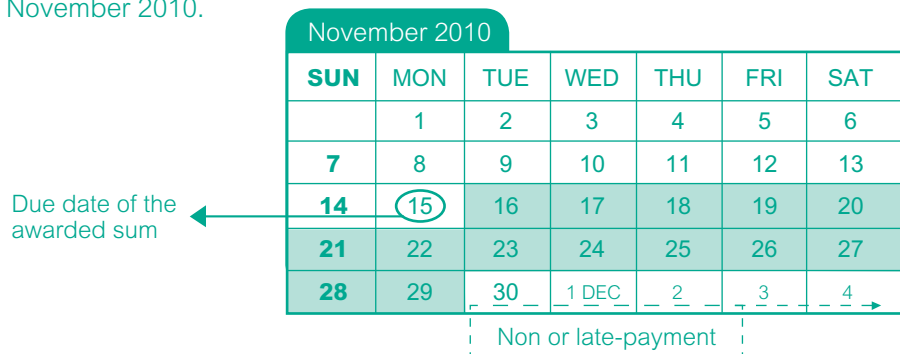 November 2010.
November 2010
SUN MON TUE WED THU FRI SAT
1 2 3 4 5 6
7 8 9 10 11 12 13
Due date of the
awarded sum
14 15 16 17 18 19 20
21 22 23 24 25 26 27
28 29 30 1 DEC 2 3 4
Non or late-payment